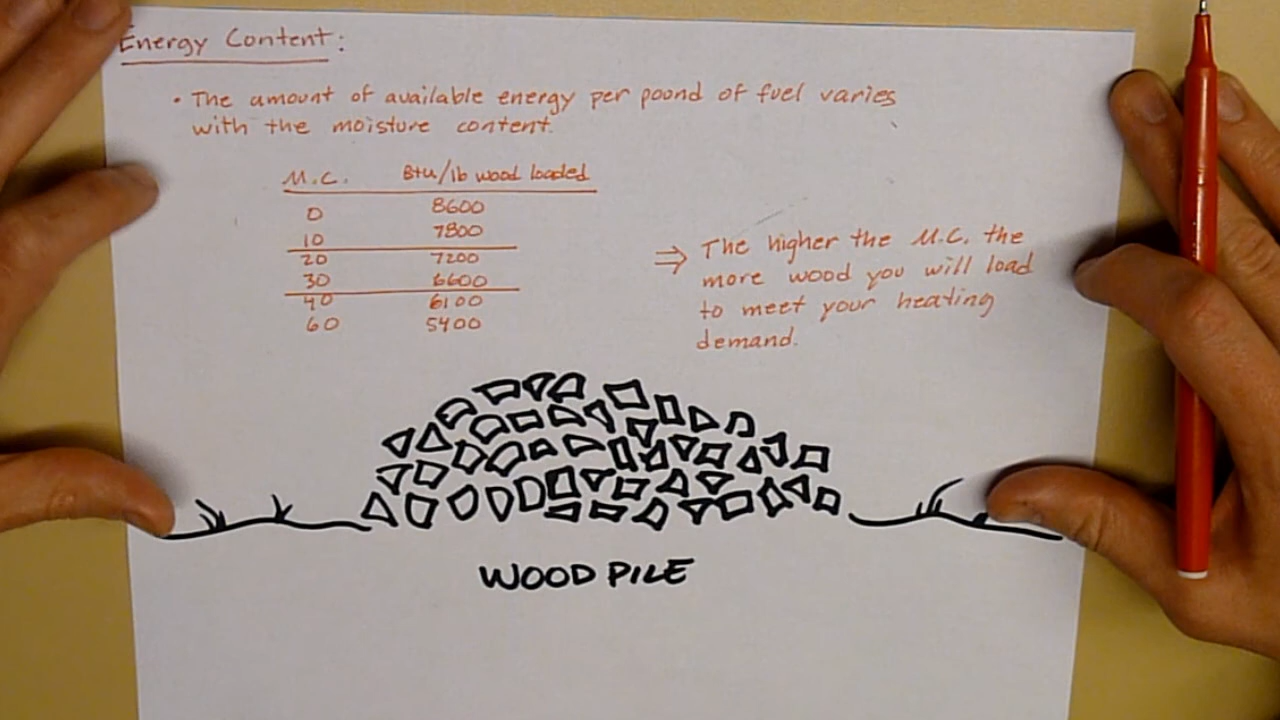 Energy Content:
• The amount of available energy per pound of fuel varies
with the moisture content.
M.C. Btu/lb wood loaded
0 8600
10 7800
20 7200
30 6600
40 6100
60 5400
⇒ The higher the M.C. the
more wood you will load
to meet your heating
demand.
WOOD PILE